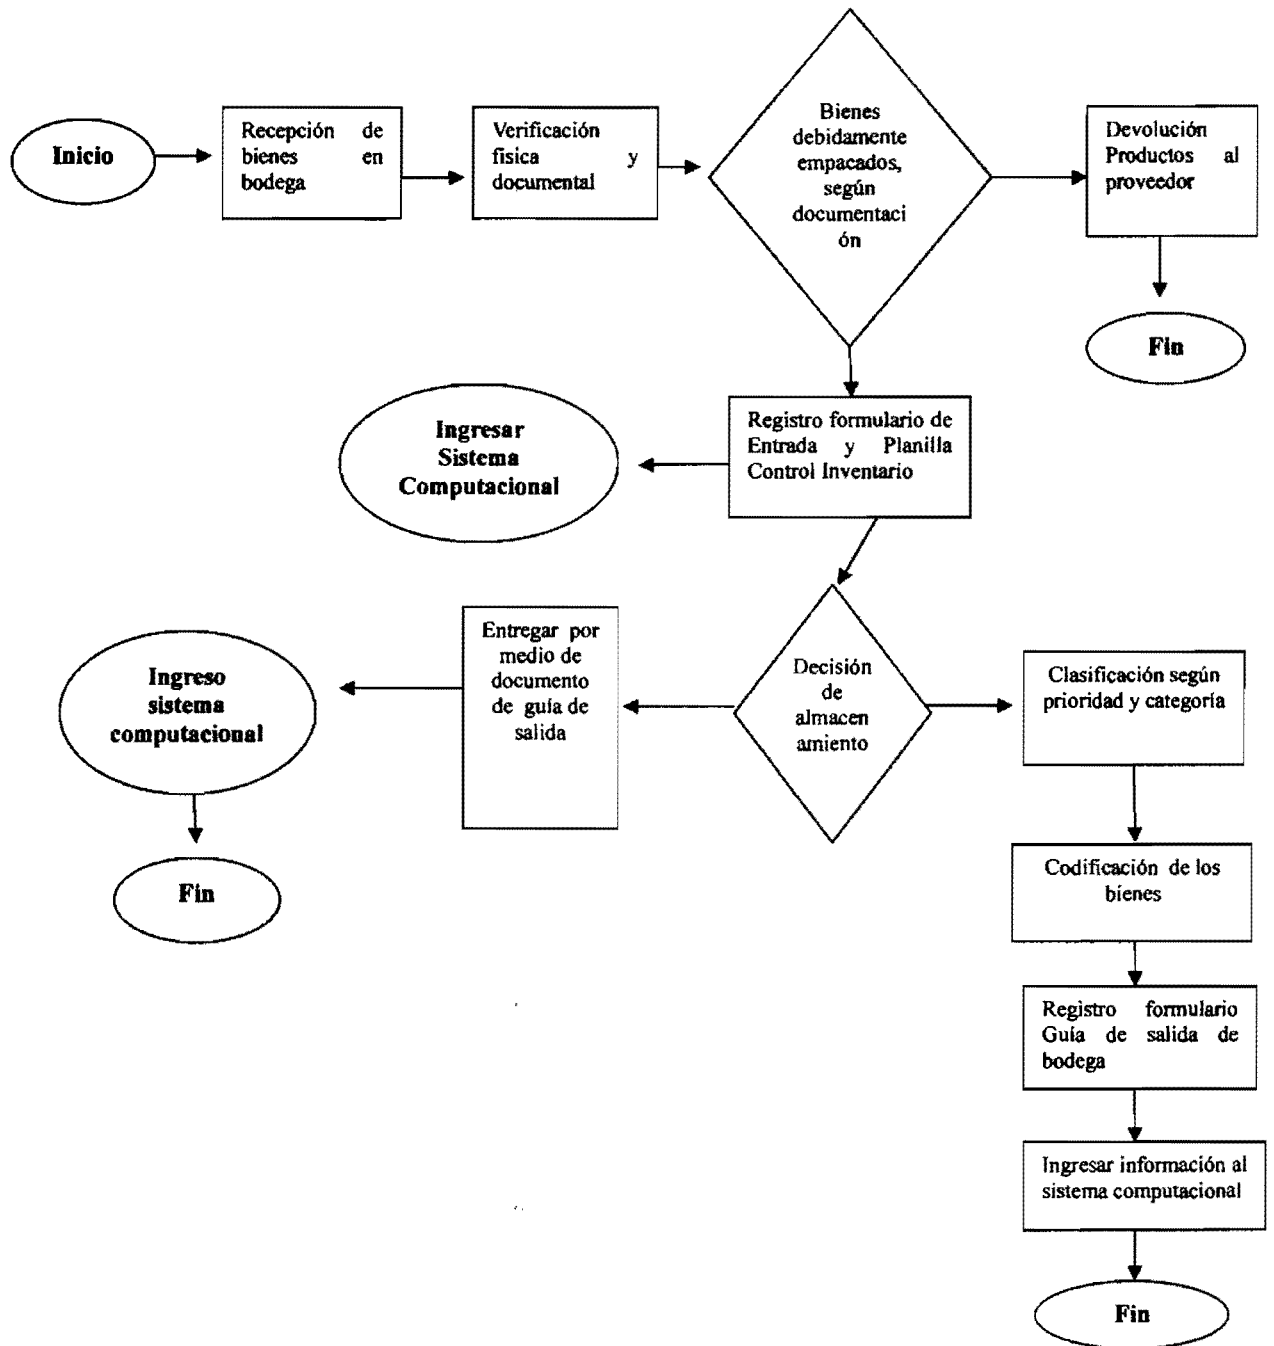 Inicio
Recepción de
bienes en
bodega
Verificación
fisica y
documental
Bienes
debidamente
empacados,
según
documentaci
ón
Devolución
Productos al
proveedor
Fin
Registro formulario de
Entrada y Planilla
Control Inventario
Ingresar
Sistema
Computacional
Decisión
de
almacen
amiento
Entregar por
medio de
documento
de guía de
salida
Ingreso
sistema
computacional
Fin
Clasificación según
prioridad y categoría
Codificación de los
bienes
Registro formulario
Guía de salida de
bodega
Ingresar información al
sistema computacional
Fin